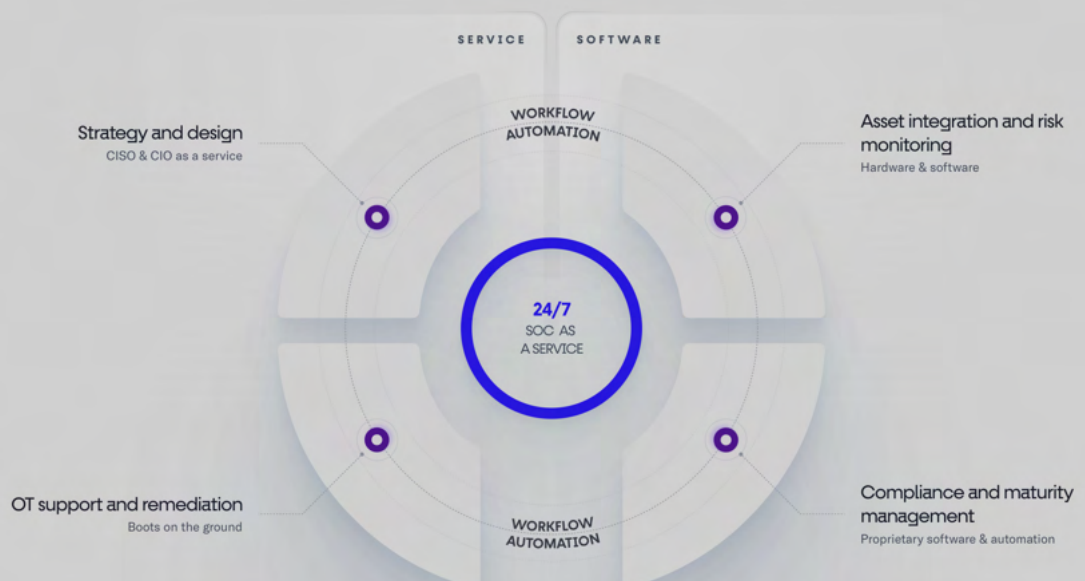 SERVICE
SOFTWARE
WORKFLOW
AUTOMATION
Strategy and design
CISO & CIO as a service
Asset integration and risk
monitoring
Hardware & software
24/7
SOC AS
A SERVICE
OT support and remediation
Boots on the ground
Compliance and maturity
management
Proprietary software & automation
WORKFLOW
AUTOMATION